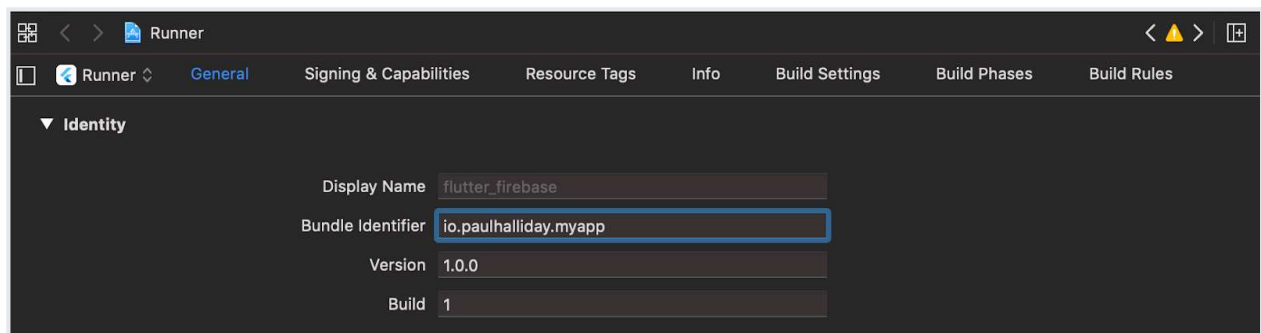 Runner
Runner General Signing & Capabilities Resource Tags Info Build Settings Build Phases Build Rules
Identity
Display Name flutter_firebase
Bundle Identifier io.paulhalliday.myapp
Version 1.0.0
Build 1